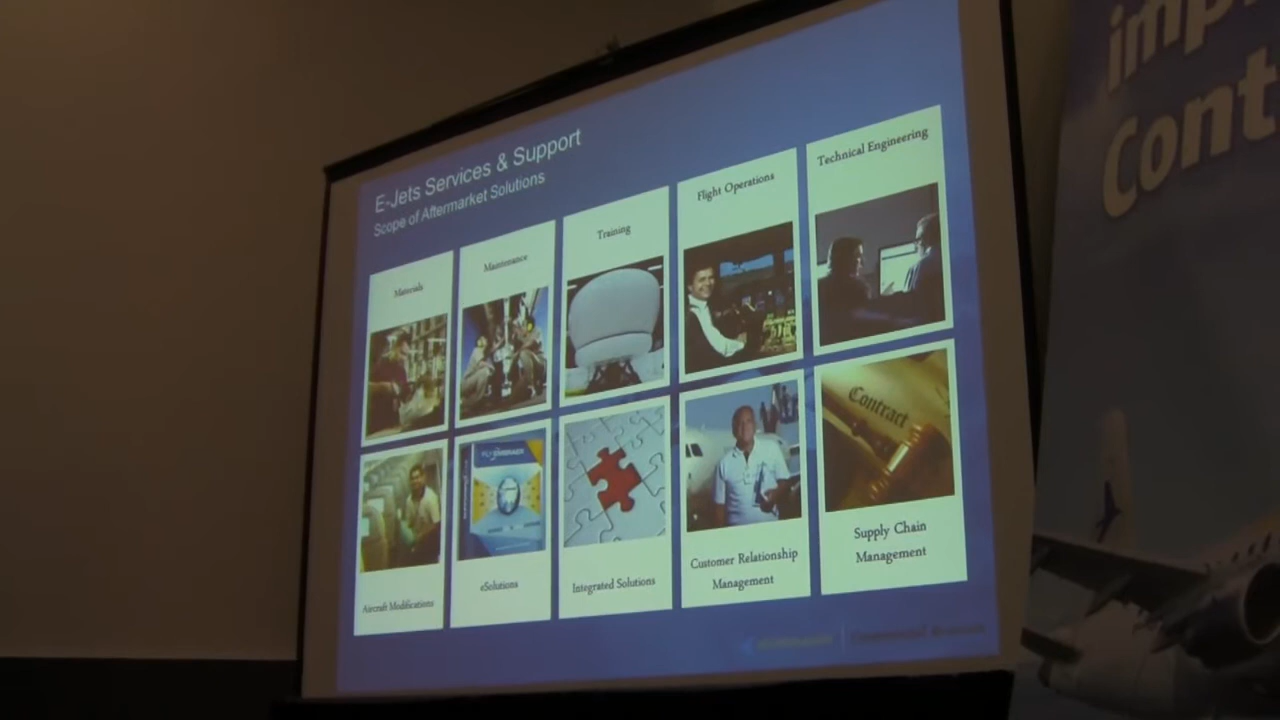 E-Jets Services & Support
Scope of Aftermarket Solutions
Materials
Maintenance
Training
Flight Operations
Technical Engineering
Contract
Aircraft Modifications
eSolutions
Integrated Solutions
Customer Relationship
Management
Supply Chain
Management
Cont